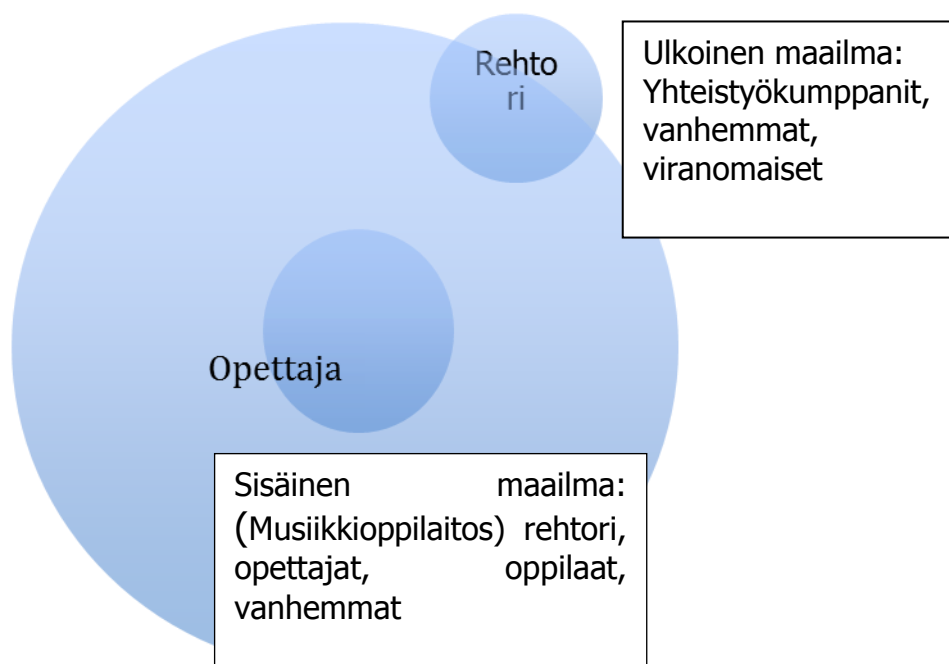 Rehto
ri
Ulkoinen maailma:
Yhteistyökumppanit,
vanhemmat,
viranomaiset
Opettaja
Sisäinen maailma:
(Musiikkioppilaitos) rehtori,
opettajat, oppilaat,
vanhemmat